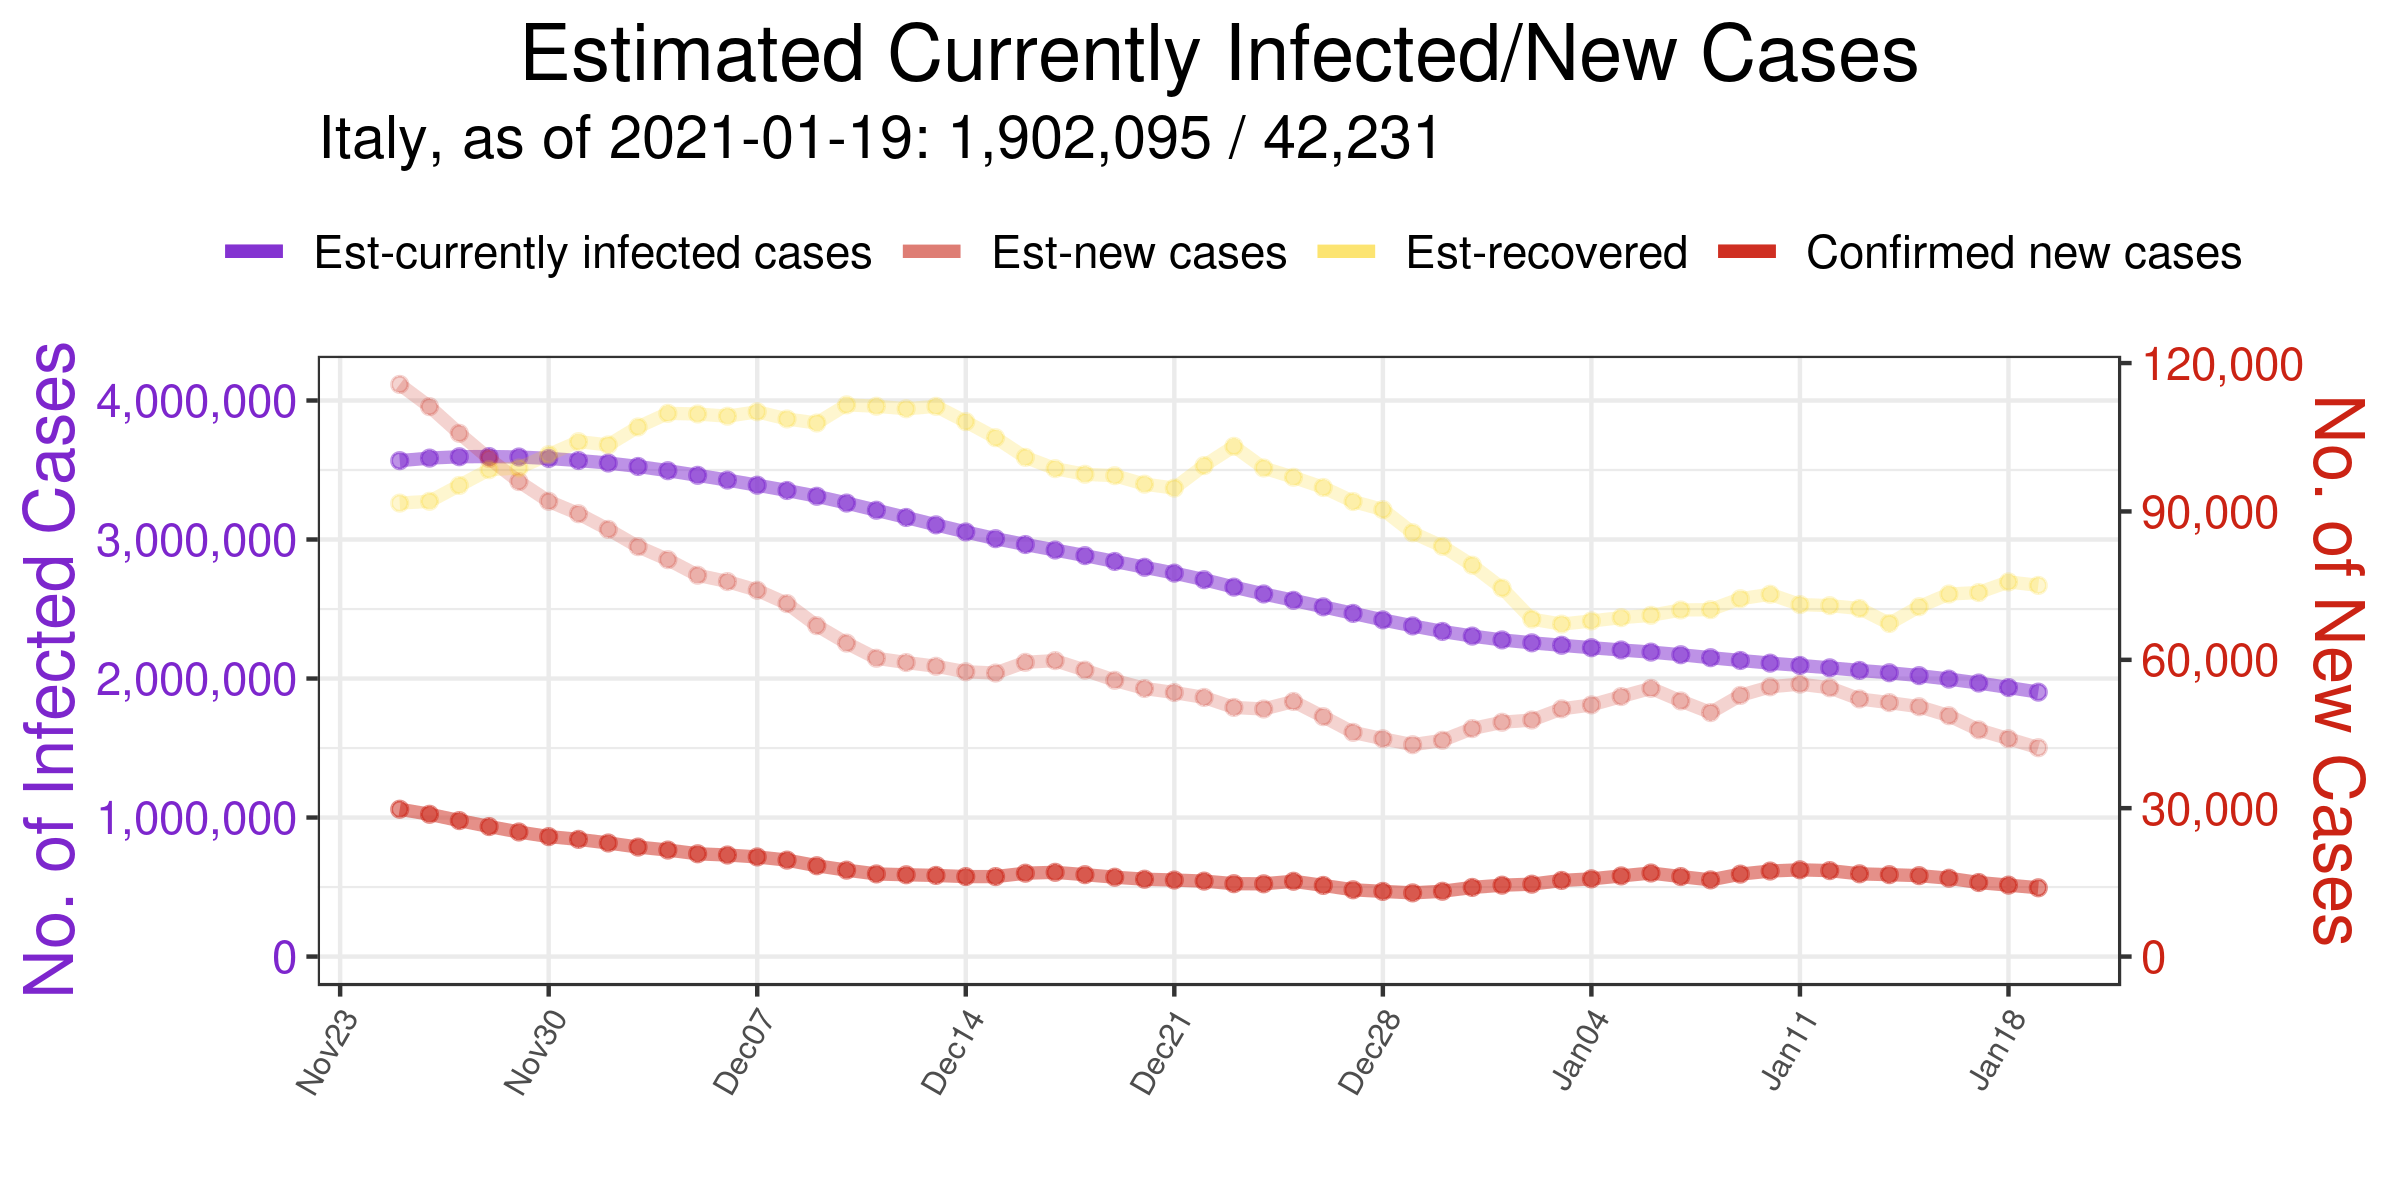 Estimated Currently Infected/New Cases
Italy, as of 2021-01-19: 1,902,095 / 42,231
Est-currently infected cases Est-new cases Est-recovered Confirmed new cases
No. of Infected Cases
4,000,000
3,000,000
2,000,000
1,000,000
0
120,000
90,000
60,000
30,000
0
No. of New Cases
Nov23 Nov30 Dec07 Dec14 Dec21 Dec28 Jan04 Jan11 Jan18